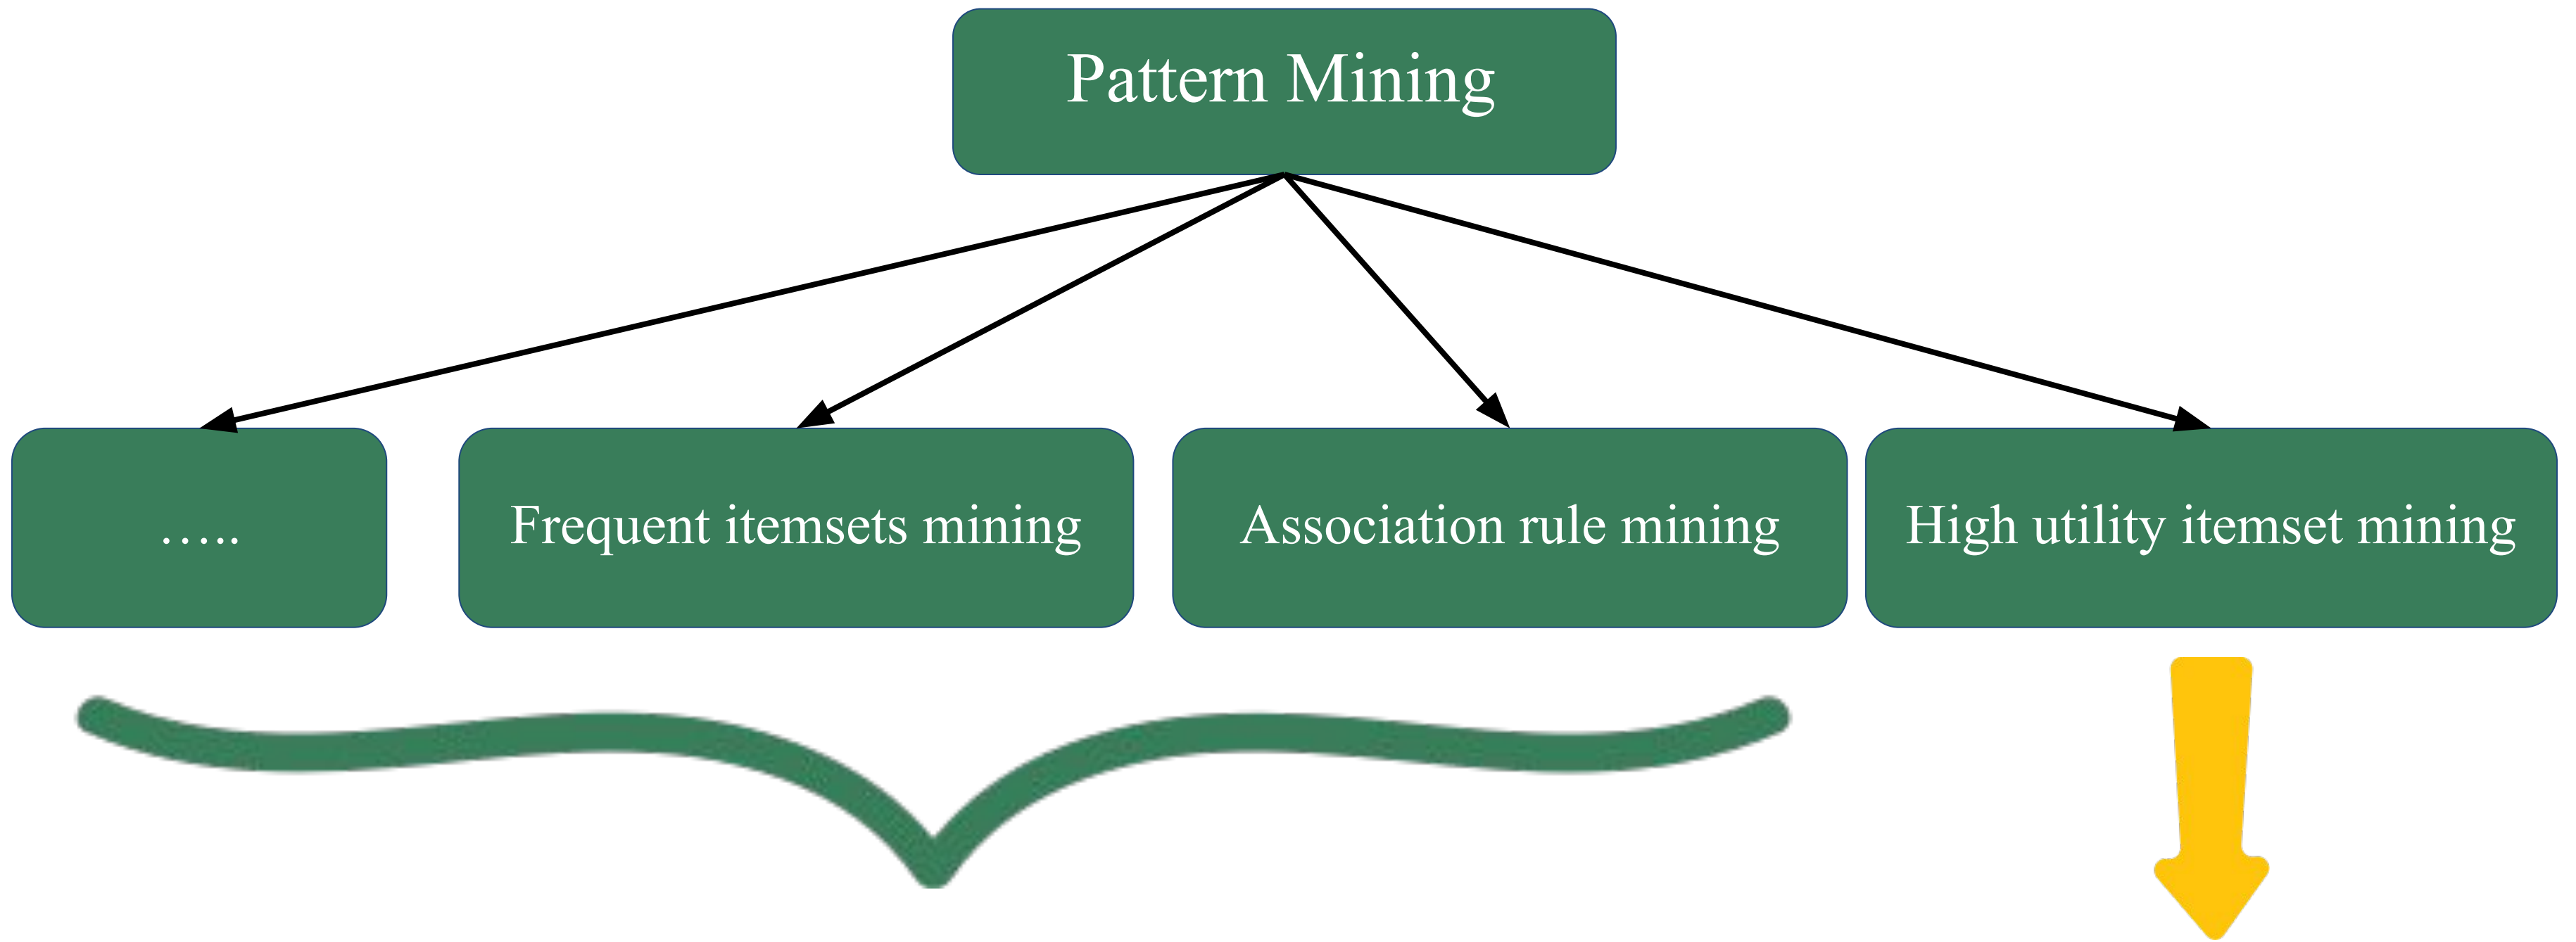 Pattern Mining
…..
Frequent itemsets mining
Association rule mining
High utility itemset mining